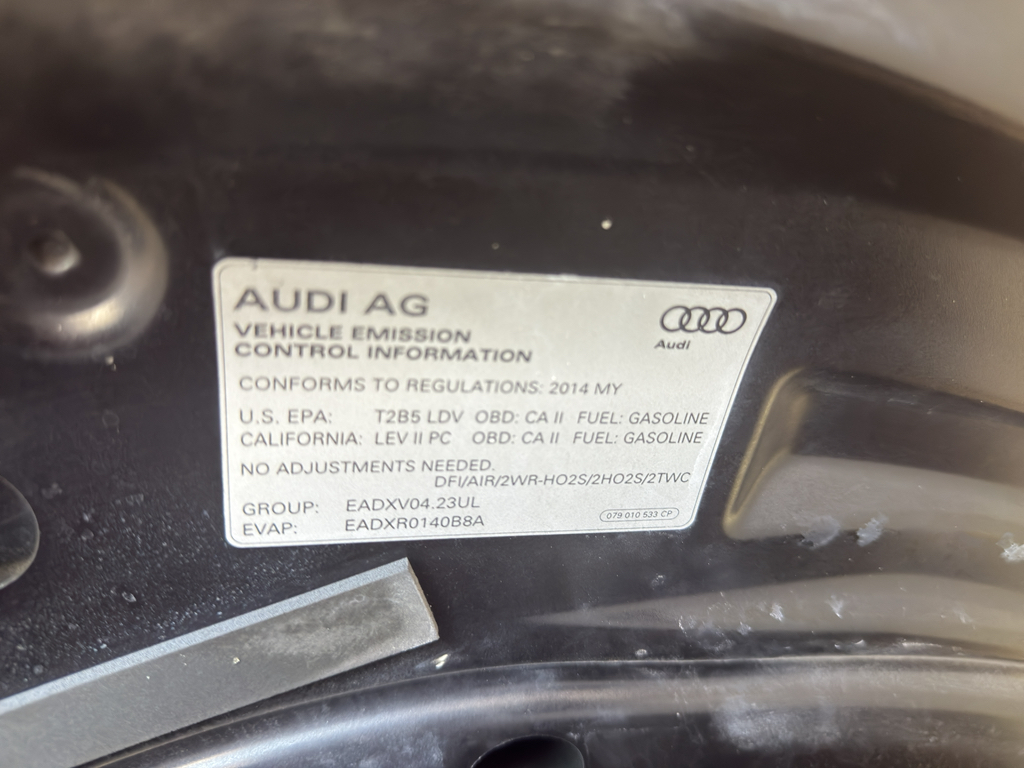 AUDI AG
VEHICLE EMISSION
CONTROL INFORMATION
Audi
CONFORMS TO REGULATIONS: 2014 MY
U.S. EPA: T2B5 LDV OBD: CA II FUEL: GASOLINE
CALIFORNIA: LEV II PC OBD: CA II FUEL: GASOLINE
NO ADJUSTMENTS NEEDED.
DFI/AIR/2WR-HO2S/2HO2S/2TWC
GROUP: EADXV04.23UL
EVAP: EADXR0140B8A
079 010 533 CP